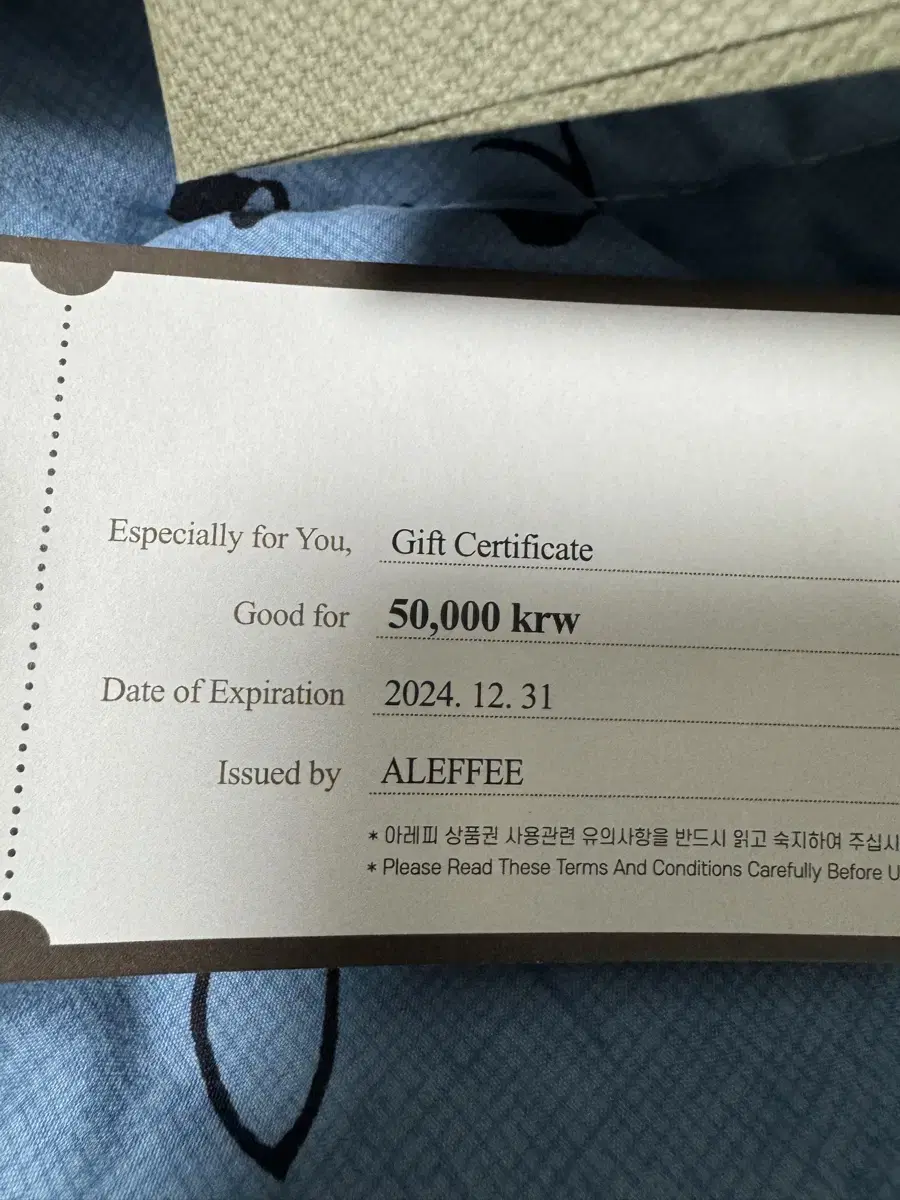 Especially for You, Gift Certificate
Good for 50,000 krw
Date of Expiration 2024. 12. 31
Issued by ALEFFEE
* 아레피 상품권 사용관련 유의사항을 반드시 읽고 숙지하여 주십시
* Please Read These Terms And Conditions Carefully Before U